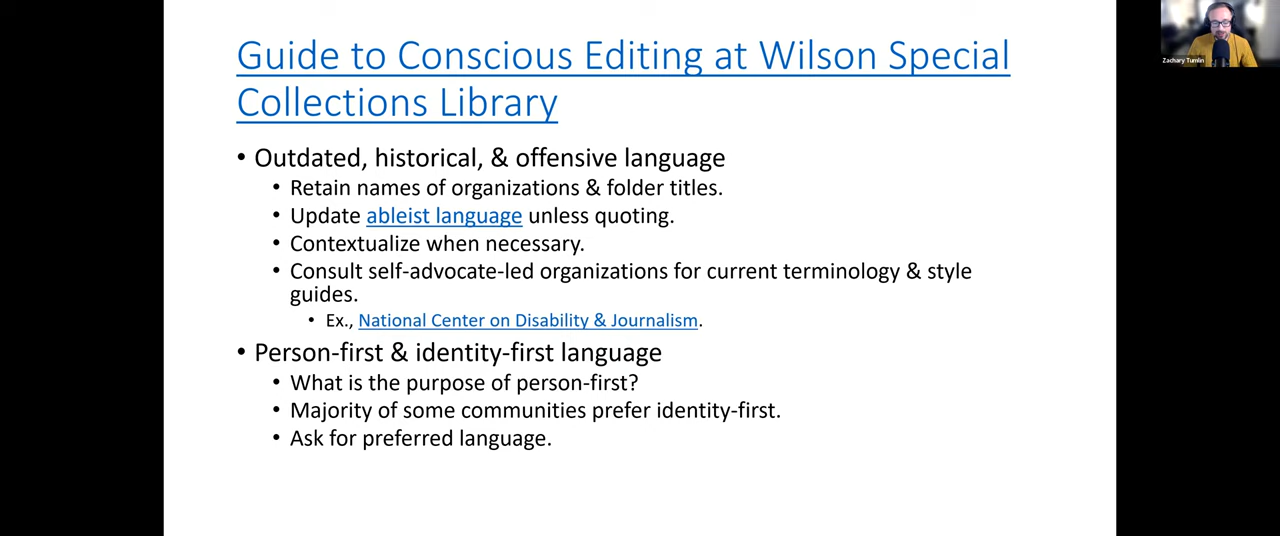 Guide to Conscious Editing at Wilson Special
Collections Library
• Outdated, historical, & offensive language
• Retain names of organizations & folder titles.
• Update ableist language unless quoting.
• Contextualize when necessary.
• Consult self-advocate-led organizations for current terminology & style
guides.
• Ex., National Center on Disability & Journalism.
• Person-first & identity-first language
• What is the purpose of person-first?
• Majority of some communities prefer identity-first.
• Ask for preferred language.
Zachary Tumlin